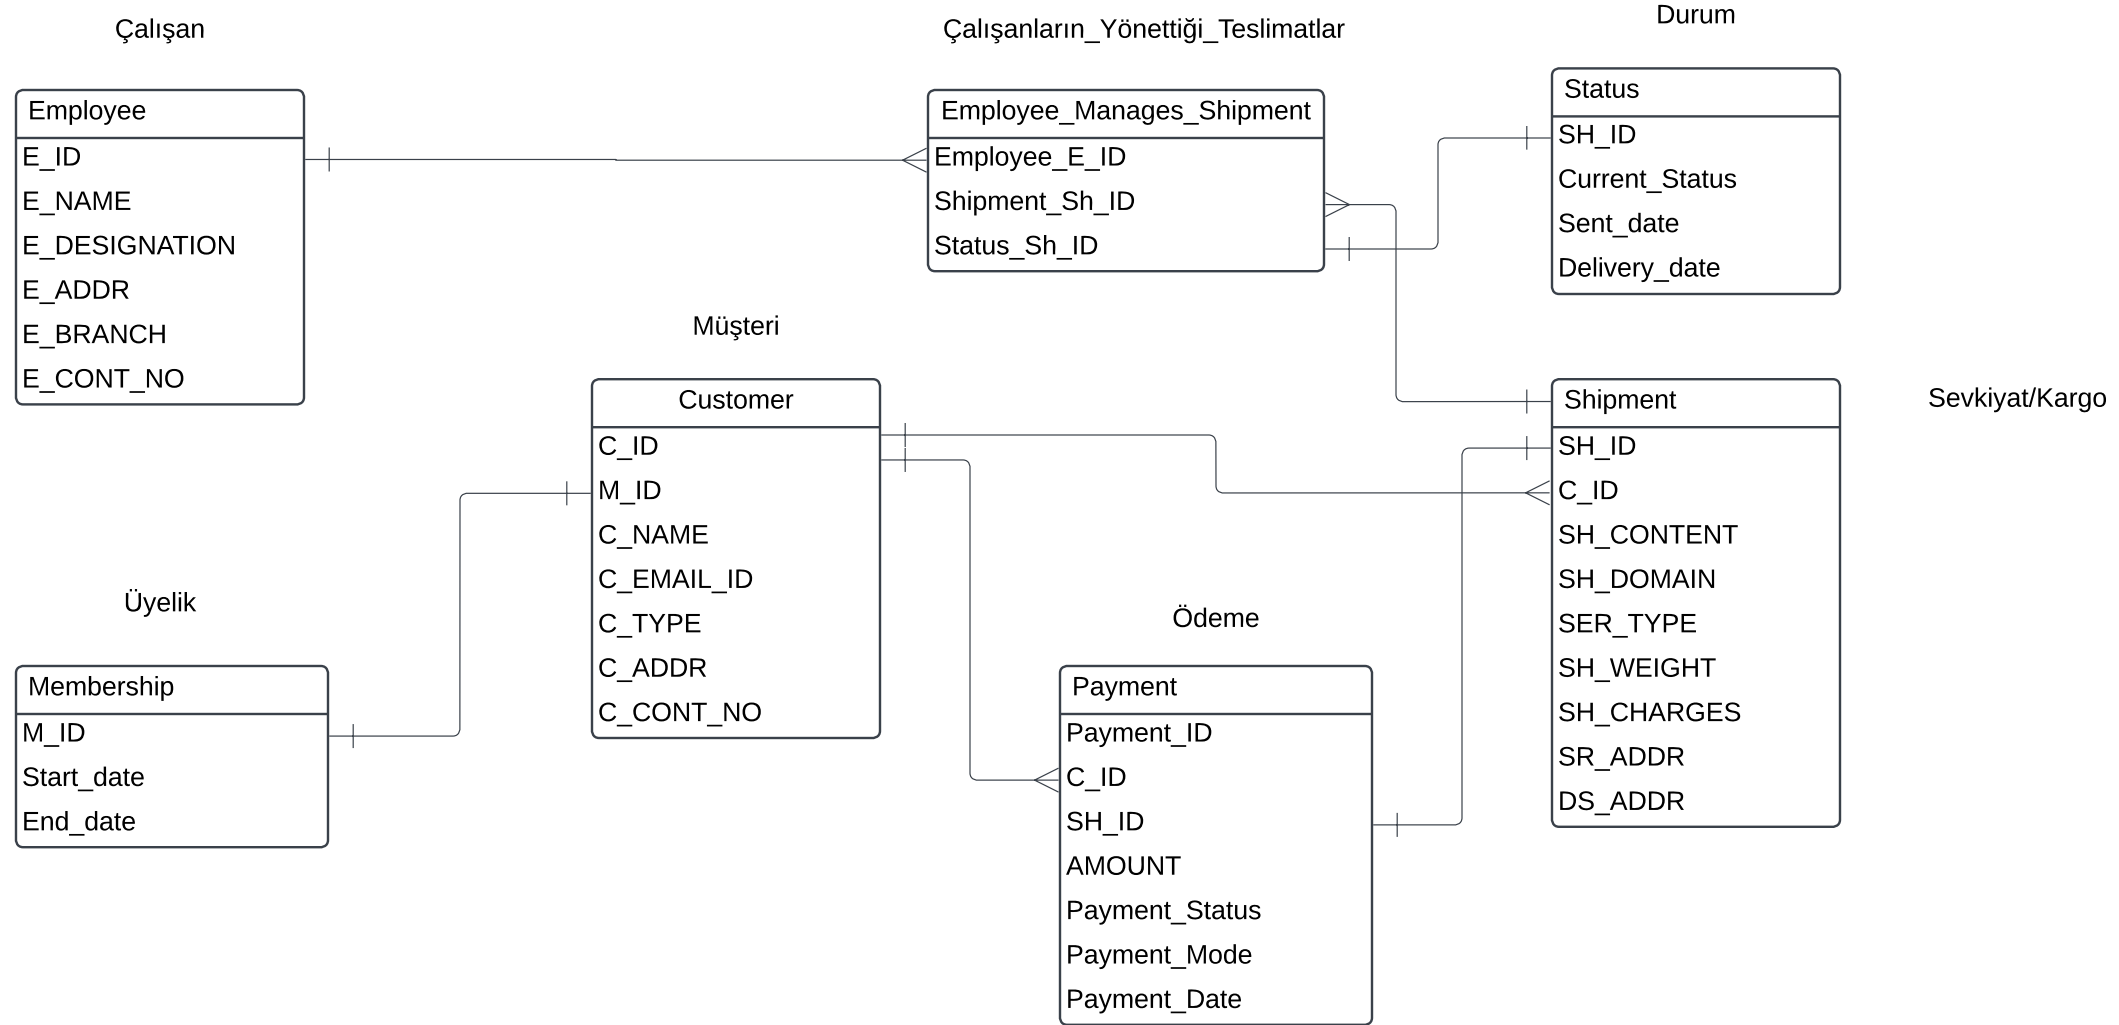 Çalışan
Employee
E_ID
E_NAME
E_DESIGNATION
E_ADDR
E_BRANCH
E_CONT_NO
Çalışanların_Yönettiği_Teslimatlar
Employee_Manages_Shipment
Employee_E_ID
Shipment_Sh_ID
Status_Sh_ID
Durum
Status
SH_ID
Current_Status
Sent_date
Delivery_date
Müşteri
Customer
C_ID
M_ID
C_NAME
C_EMAIL_ID
C_TYPE
C_ADDR
C_CONT_NO
Sevkiyat/Kargo
Shipment
SH_ID
C_ID
SH_CONTENT
SH_DOMAIN
SER_TYPE
SH_WEIGHT
SH_CHARGES
SR_ADDR
DS_ADDR
Üyelik
Membership
M_ID
Start_date
End_date
Ödeme
Payment
Payment_ID
C_ID
SH_ID
AMOUNT
Payment_Status
Payment_Mode
Payment_Date